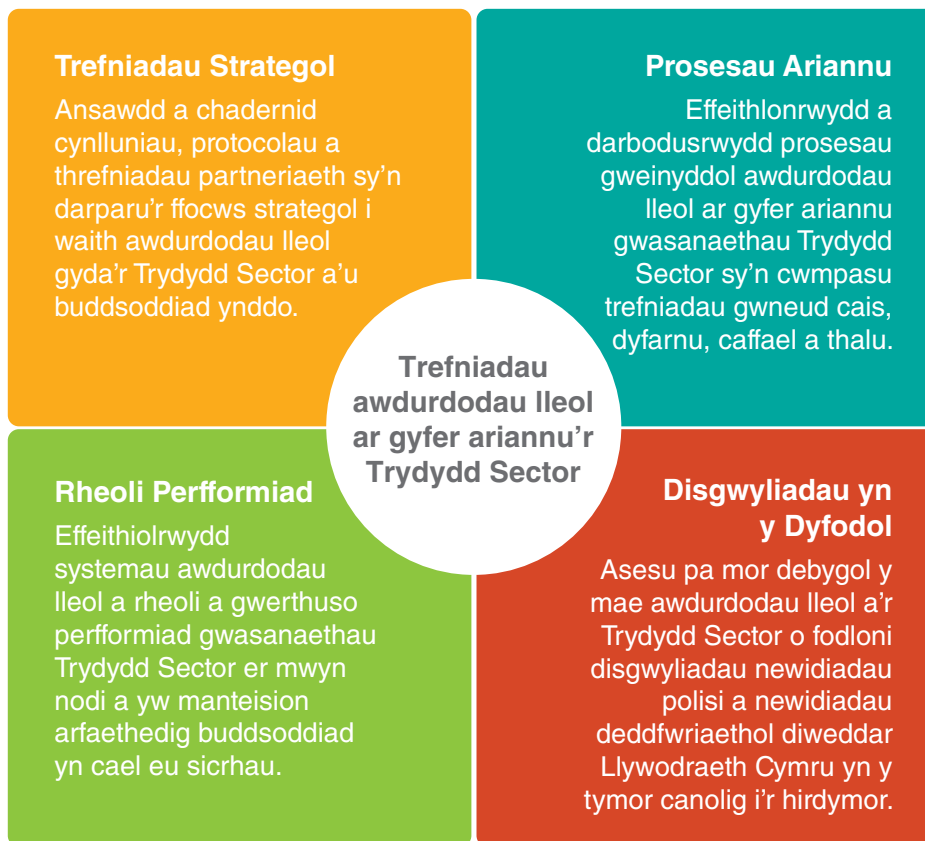 Trefniadau Strategol
Ansawdd a chadernid
cynlluniau, protocolau a
threfniadau partneriaeth sy'n
darparu'r ffocws strategol i
waith awdurdodau lleol
gyda'r Trydydd Sector a'u
buddsoddiad ynddo.
Prosesau Ariannu
Effeithlonrwydd a
darbodusrwydd prosesau
gweinyddol awdurdodau
lleol ar gyfer ariannu
gwasanaethau Trydydd
Sector sy'n cwmpasu
trefniadau gwneud cais,
dyfarnu, caffael a thalu.
Trefniadau
awdurdodau lleol
ar gyfer ariannu'r
Trydydd Sector
Rheoli Perfformiad
Effeithiolrwydd
systemau awdurdodau
lleol a rheoli a gwerthuso
perfformiad gwasanaethau
Trydydd Sector er mwyn
nodi a yw manteision
arfaethedig buddsoddiad
yn cael eu sicrhau.
Disgwyliadau yn
y Dyfodol
Asesu pa mor debygol y
mae awdurdodau lleol a'r
Trydydd Sector o fodloni
disgwyliadau newidiadau
polisi a newidiadau
deddfwriaethol diweddar
Llywodraeth Cymru yn y
tymor canolig i'r hirdymor.